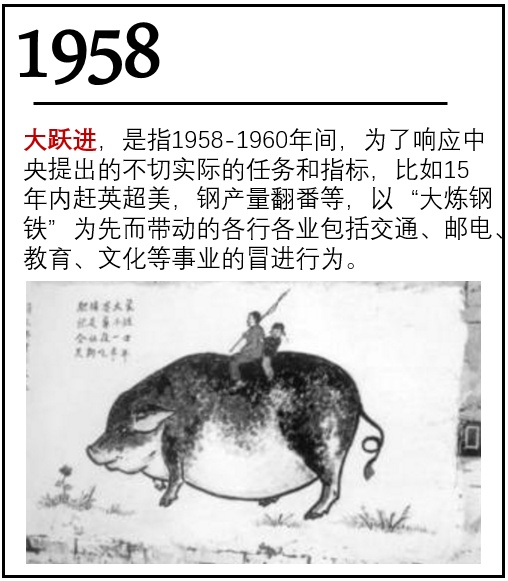 1958
大跃进，是指1958-1960年间，为了响应中
央提出的不切实际的任务和指标，比如15
年内赶英超美，钢产量翻番等，以“大炼钢
铁”为先而带动的各行各业包括交通、邮电、
教育、文化等事业的冒进行为。